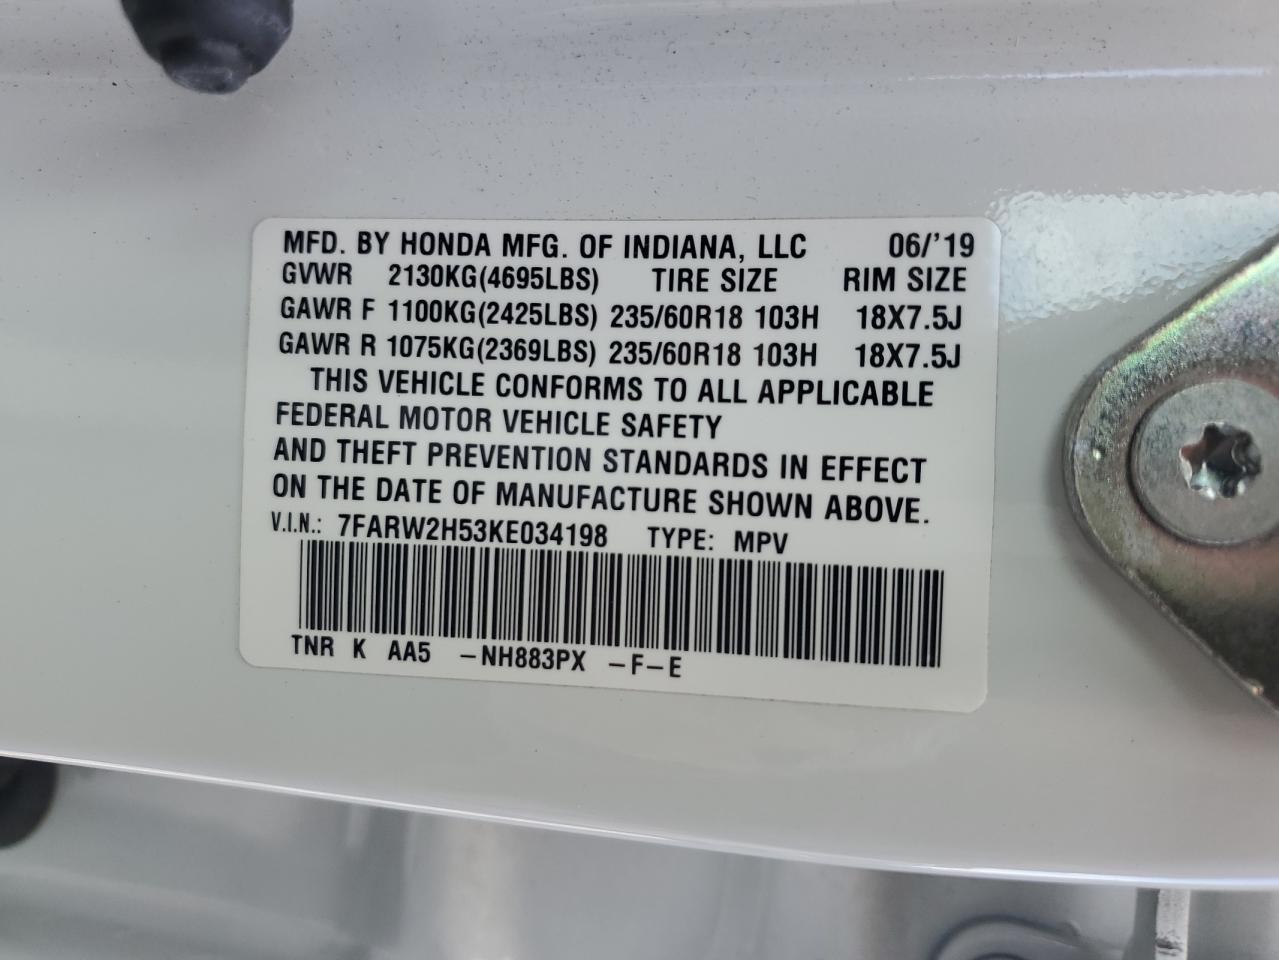 MFD. BY HONDA MFG. OF INDIANA, LLC 06/'19
GVWR 2130KG(4695LBS) TIRE SIZE RIM SIZE
GAWR F 1100KG(2425LBS) 235/60R18 103H 18X7.5J
GAWR R 1075KG(2369LBS) 235/60R18 103H 18X7.5J
THIS VEHICLE CONFORMS TO ALL APPLICABLE
FEDERAL MOTOR VEHICLE SAFETY
AND THEFT PREVENTION STANDARDS IN EFFECT
ON THE DATE OF MANUFACTURE SHOWN ABOVE.
V.I.N.: 7FARW2H53KE034198 TYPE: MPV
TNR K AA5 -NH883PX -F-E